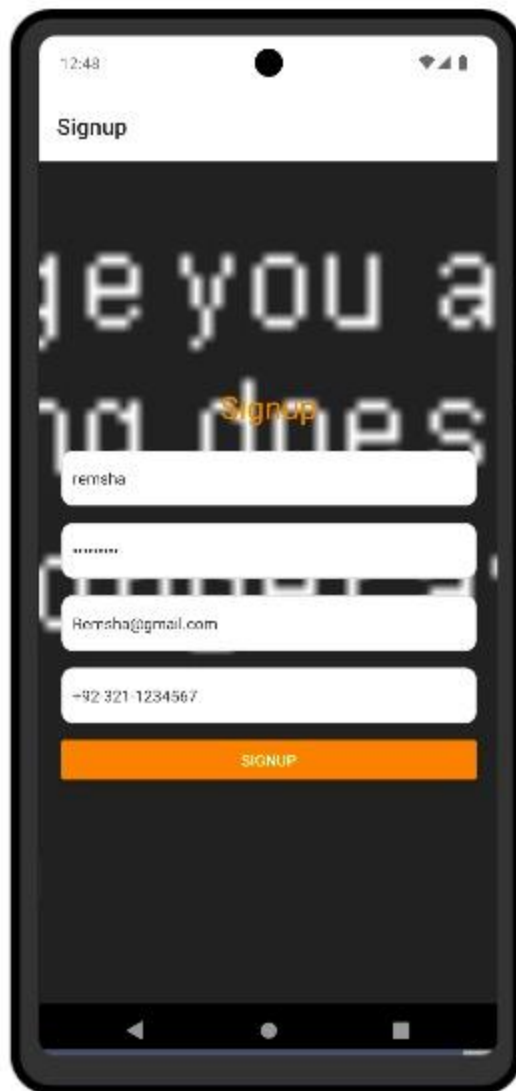 12:48
Signup
ge you a
Signup
ng does
remsha
••••••••••
Remsha@gmail.com
+92 321-1234567
SIGNUP